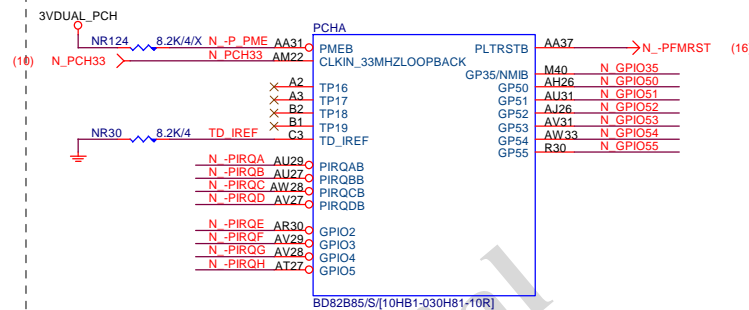 3VDUAL_PCH
PCHA
NR124 8.2K/4/X N_-P_PME AA31 PMEB PLTRSTB AA37 N_-PFMRST (16
(10) N_PCH33 N_PCH33 AM22 CLKIN_33MHZLOOPBACK
GP35/NMIB M40 N_GPIO35
A2 TP16 GP50 AH26 N_GPIO50
A3 TP17 GP51 AU31 N_GPIO51
B2 TP18 GP52 AJ26 N_GPIO52
B1 TP19 GP53 AV31 N_GPIO53
NR30 8.2K/4 TD_IREF C3 TD_IREF GP54 AW33 N_GPIO54
GP55 R30 N_GPIO55
N_-PIRQA AU29 PIRQAB
N_-PIRQB AU27 PIRQBB
N_-PIRQC AW28 PIRQCB
N_-PIRQD AV27 PIRQDB
N_-PIRQE AR30 GPIO2
N_-PIRQF AV29 GPIO3
N_-PIRQG AV28 GPIO4
N_-PIRQH AT27 GPIO5
BD82B85/S/[10HB1-030H81-10R]